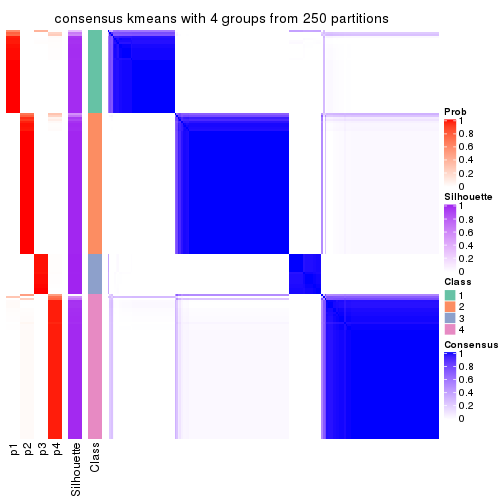 consensus kmeans with 4 groups from 250 partitions
Prob
1
0.8
0.6
0.4
0.2
0
Silhouette
1
0.8
0.6
0.4
0.2
0
Class
1
2
3
4
Consensus
1
0.8
0.6
0.4
0.2
0
p1
p2
p3
p4
Silhouette
Class